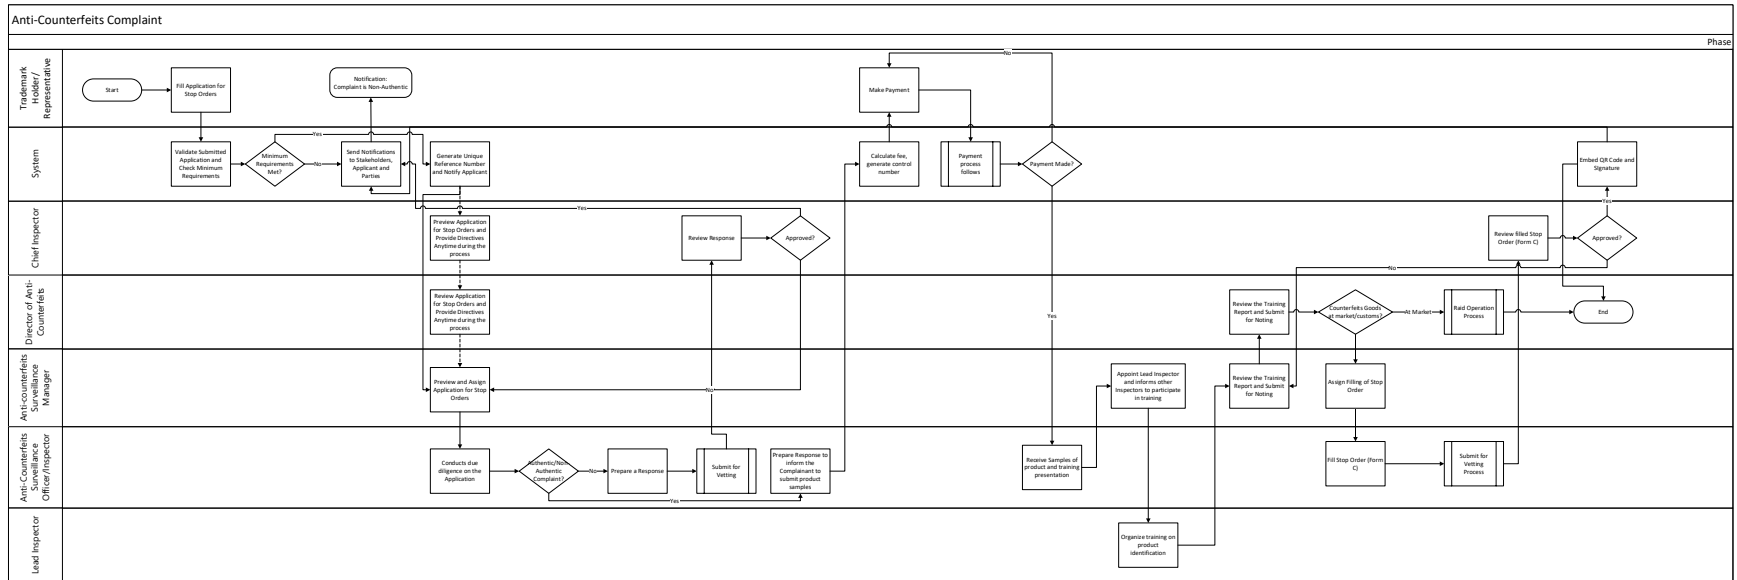 Anti-Counterfeits Complaint
Phase
Trademark
Holder/
Representative
Start
Fill Application for
Stop Orders
Notification:
Complaint is Non-Authentic
Make Payment
No
System
Validate Submitted
Application and
Check Minimum
Requirements
Minimum
Requirements
Met?
Yes
No
Send Notifications
to Stakeholders,
Applicant and
Parties
Generate Unique
Reference Number
and Notify Applicant
Calculate fee,
generate control
number
Payment
process
follows
Payment Made?
Embed QR Code and
Signature
Chief Inspector
Preview Application
for Stop Orders and
Provide Directives
Anytime during the
process
Yes
Review Response
Approved?
Review filled Stop
Order (Form C)
Yes
Approved?
No
Director of Anti-
Counterfeits
Review Application
for Stop Orders and
Provide Directives
Anytime during the
process
Yes
Review the Training
Report and Submit
for Noting
Counterfeits Goods
at market/customs?
At Market
Raid Operation
Process
End
Anti-counterfeits
Surveillance
Manager
Preview and Assign
Application for Stop
Orders
No
Appoint Lead Inspector
and informs other
Inspectors to participate
in training
Review the Training
Report and Submit
for Noting
Assign Filling of Stop
Order
Anti-Counterfeits
Surveillance
Officer/Inspector
Conducts due
diligence on the
Application
Authentic/Non-
Authentic
Complaint?
No
Yes
Prepare a Response
Submit for
Vetting
Prepare Response to
inform the
Complainant to
submit product
samples
Receive Samples of
product and training
presentation
Fill Stop Order (Form
C)
Submit for
Vetting
Process
Lead Inspector
Organize training on
product
identification